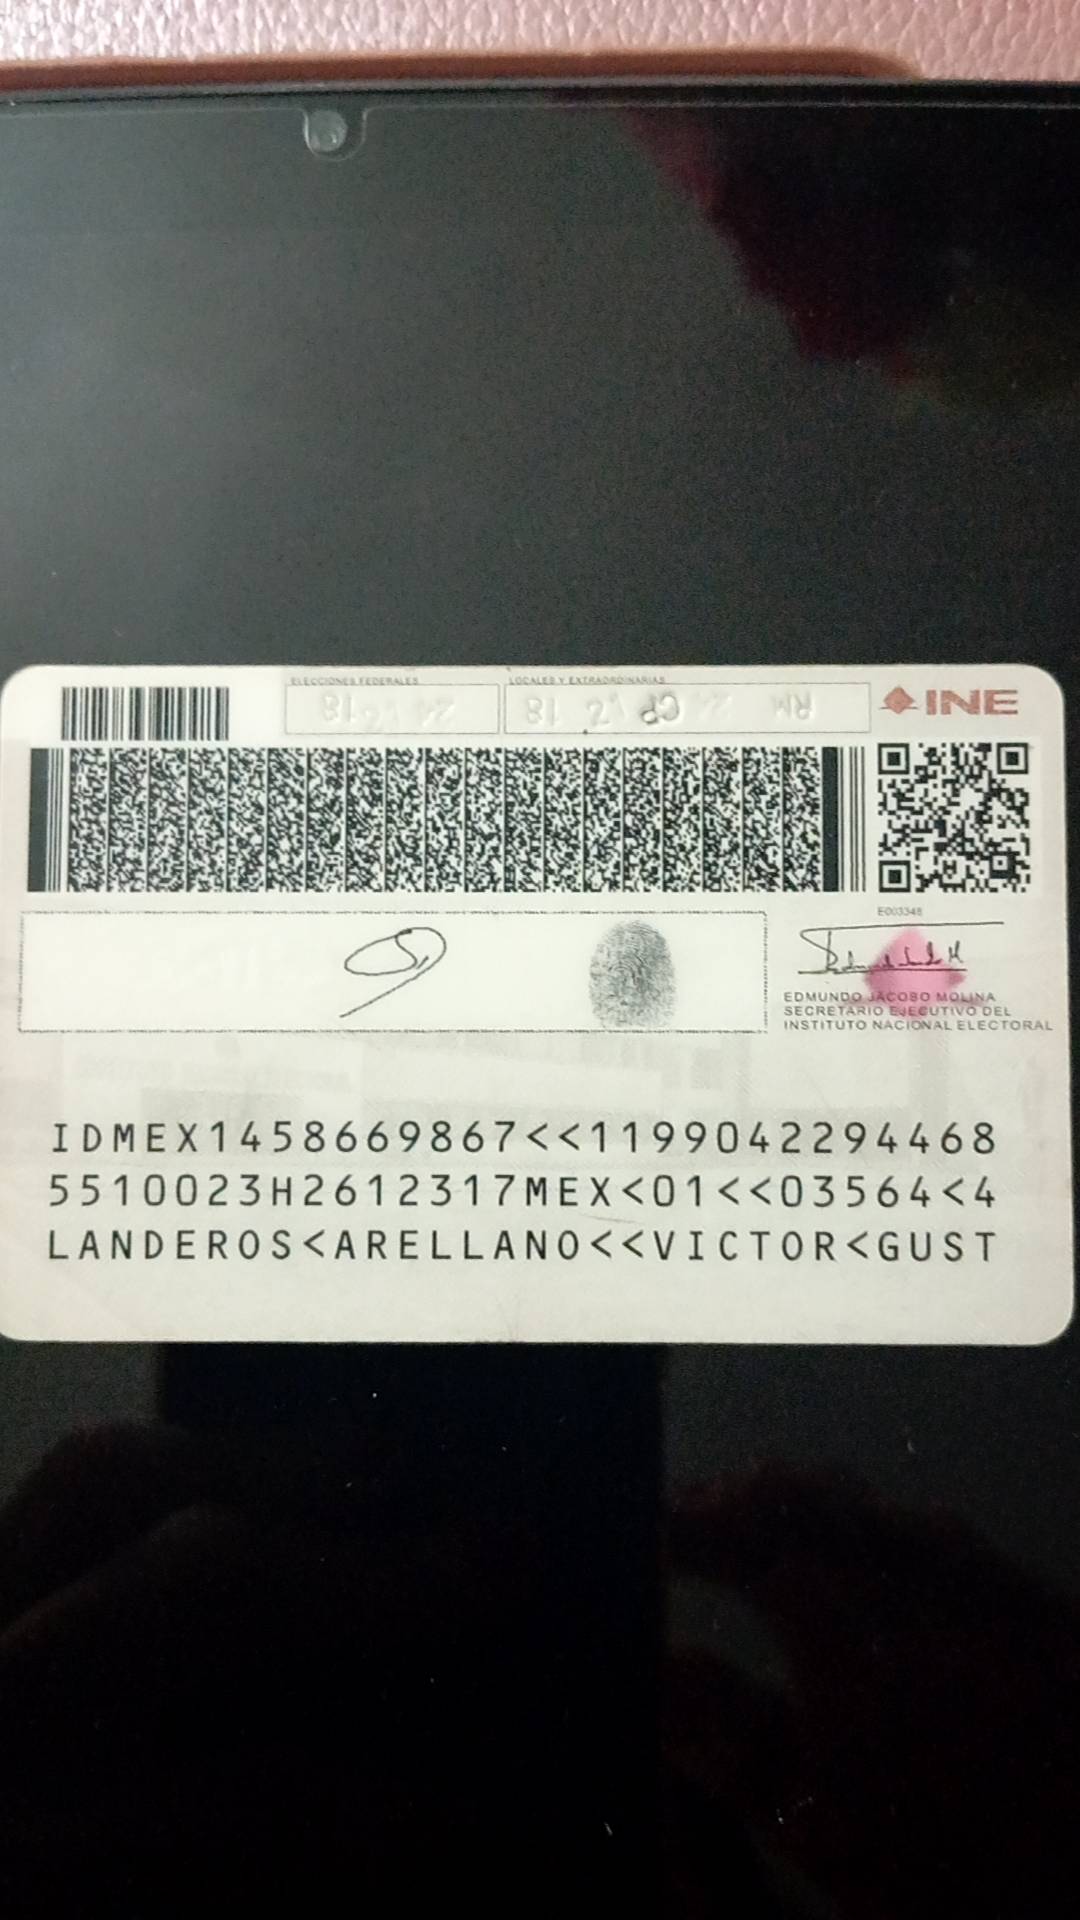 ELECCIONES FEDERALES
LOCALES Y EXTRAORDINARIAS
INE
E003348
EDMUNDO JACOBO MOLINA
SECRETARIO EJECUTIVO DEL
INSTITUTO NACIONAL ELECTORAL
IDMEX1458669867<<1199042294468
5510023H2612317MEX<01<<03564<4
LANDEROS<ARELLANO<<VICTOR<GUST